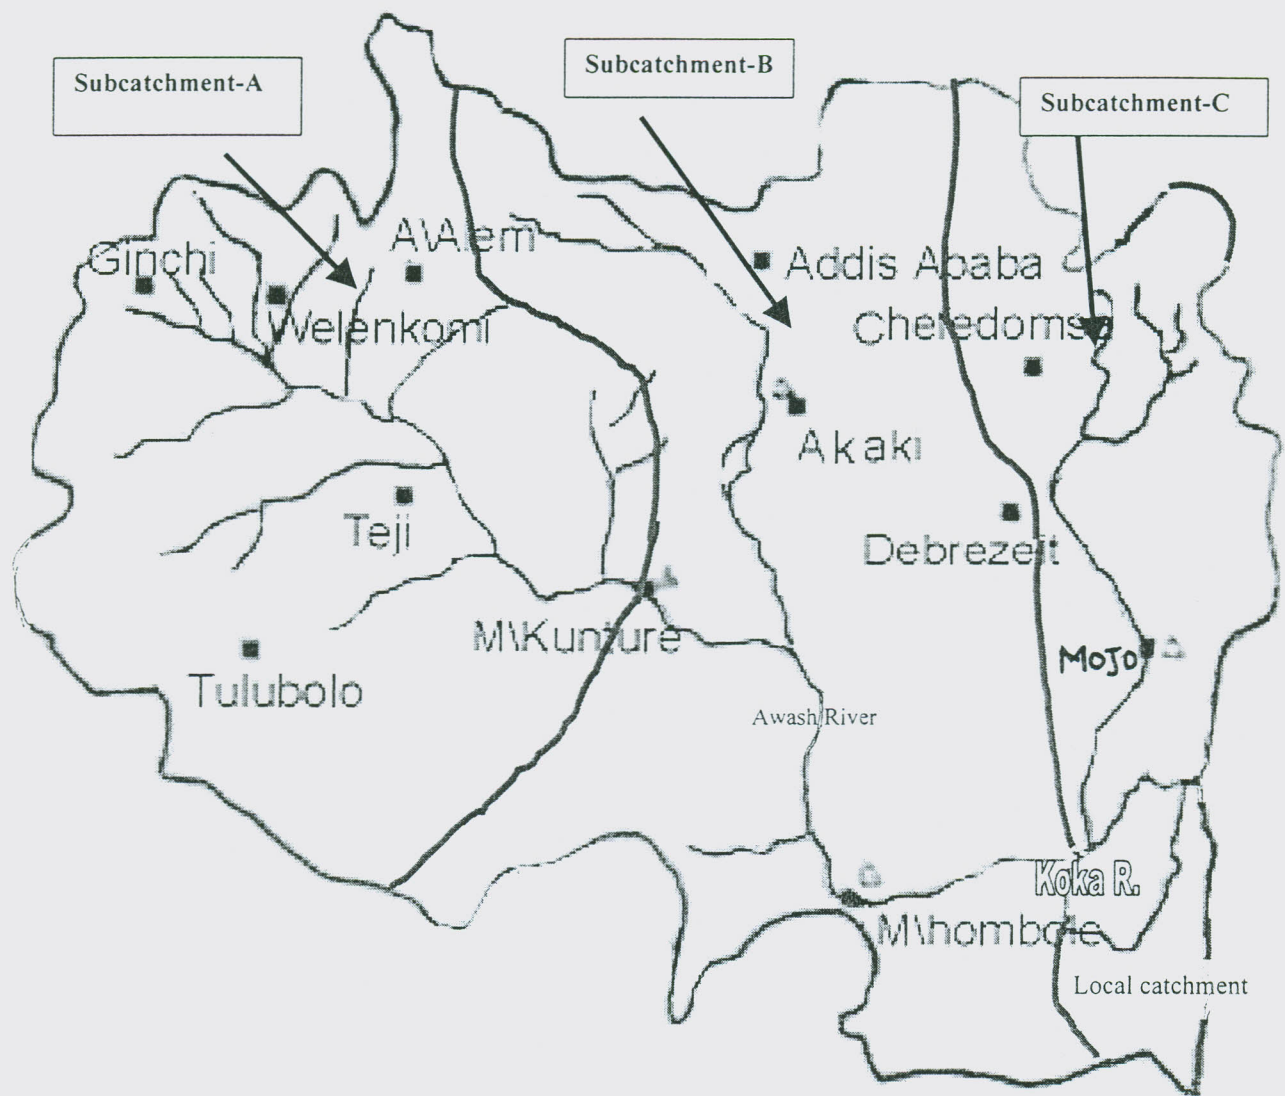 Subcatchment-A
Subcatchment-B
Subcatchment-C
A\Alem
Ginchi
Addis Ababa
Welenkomi
Cheledomsa
Akaki
Teji
Debrezeit
M\Kunture
MOJO
Tulubolo
Awash River
Koka R.
M\hombole
Local catchment